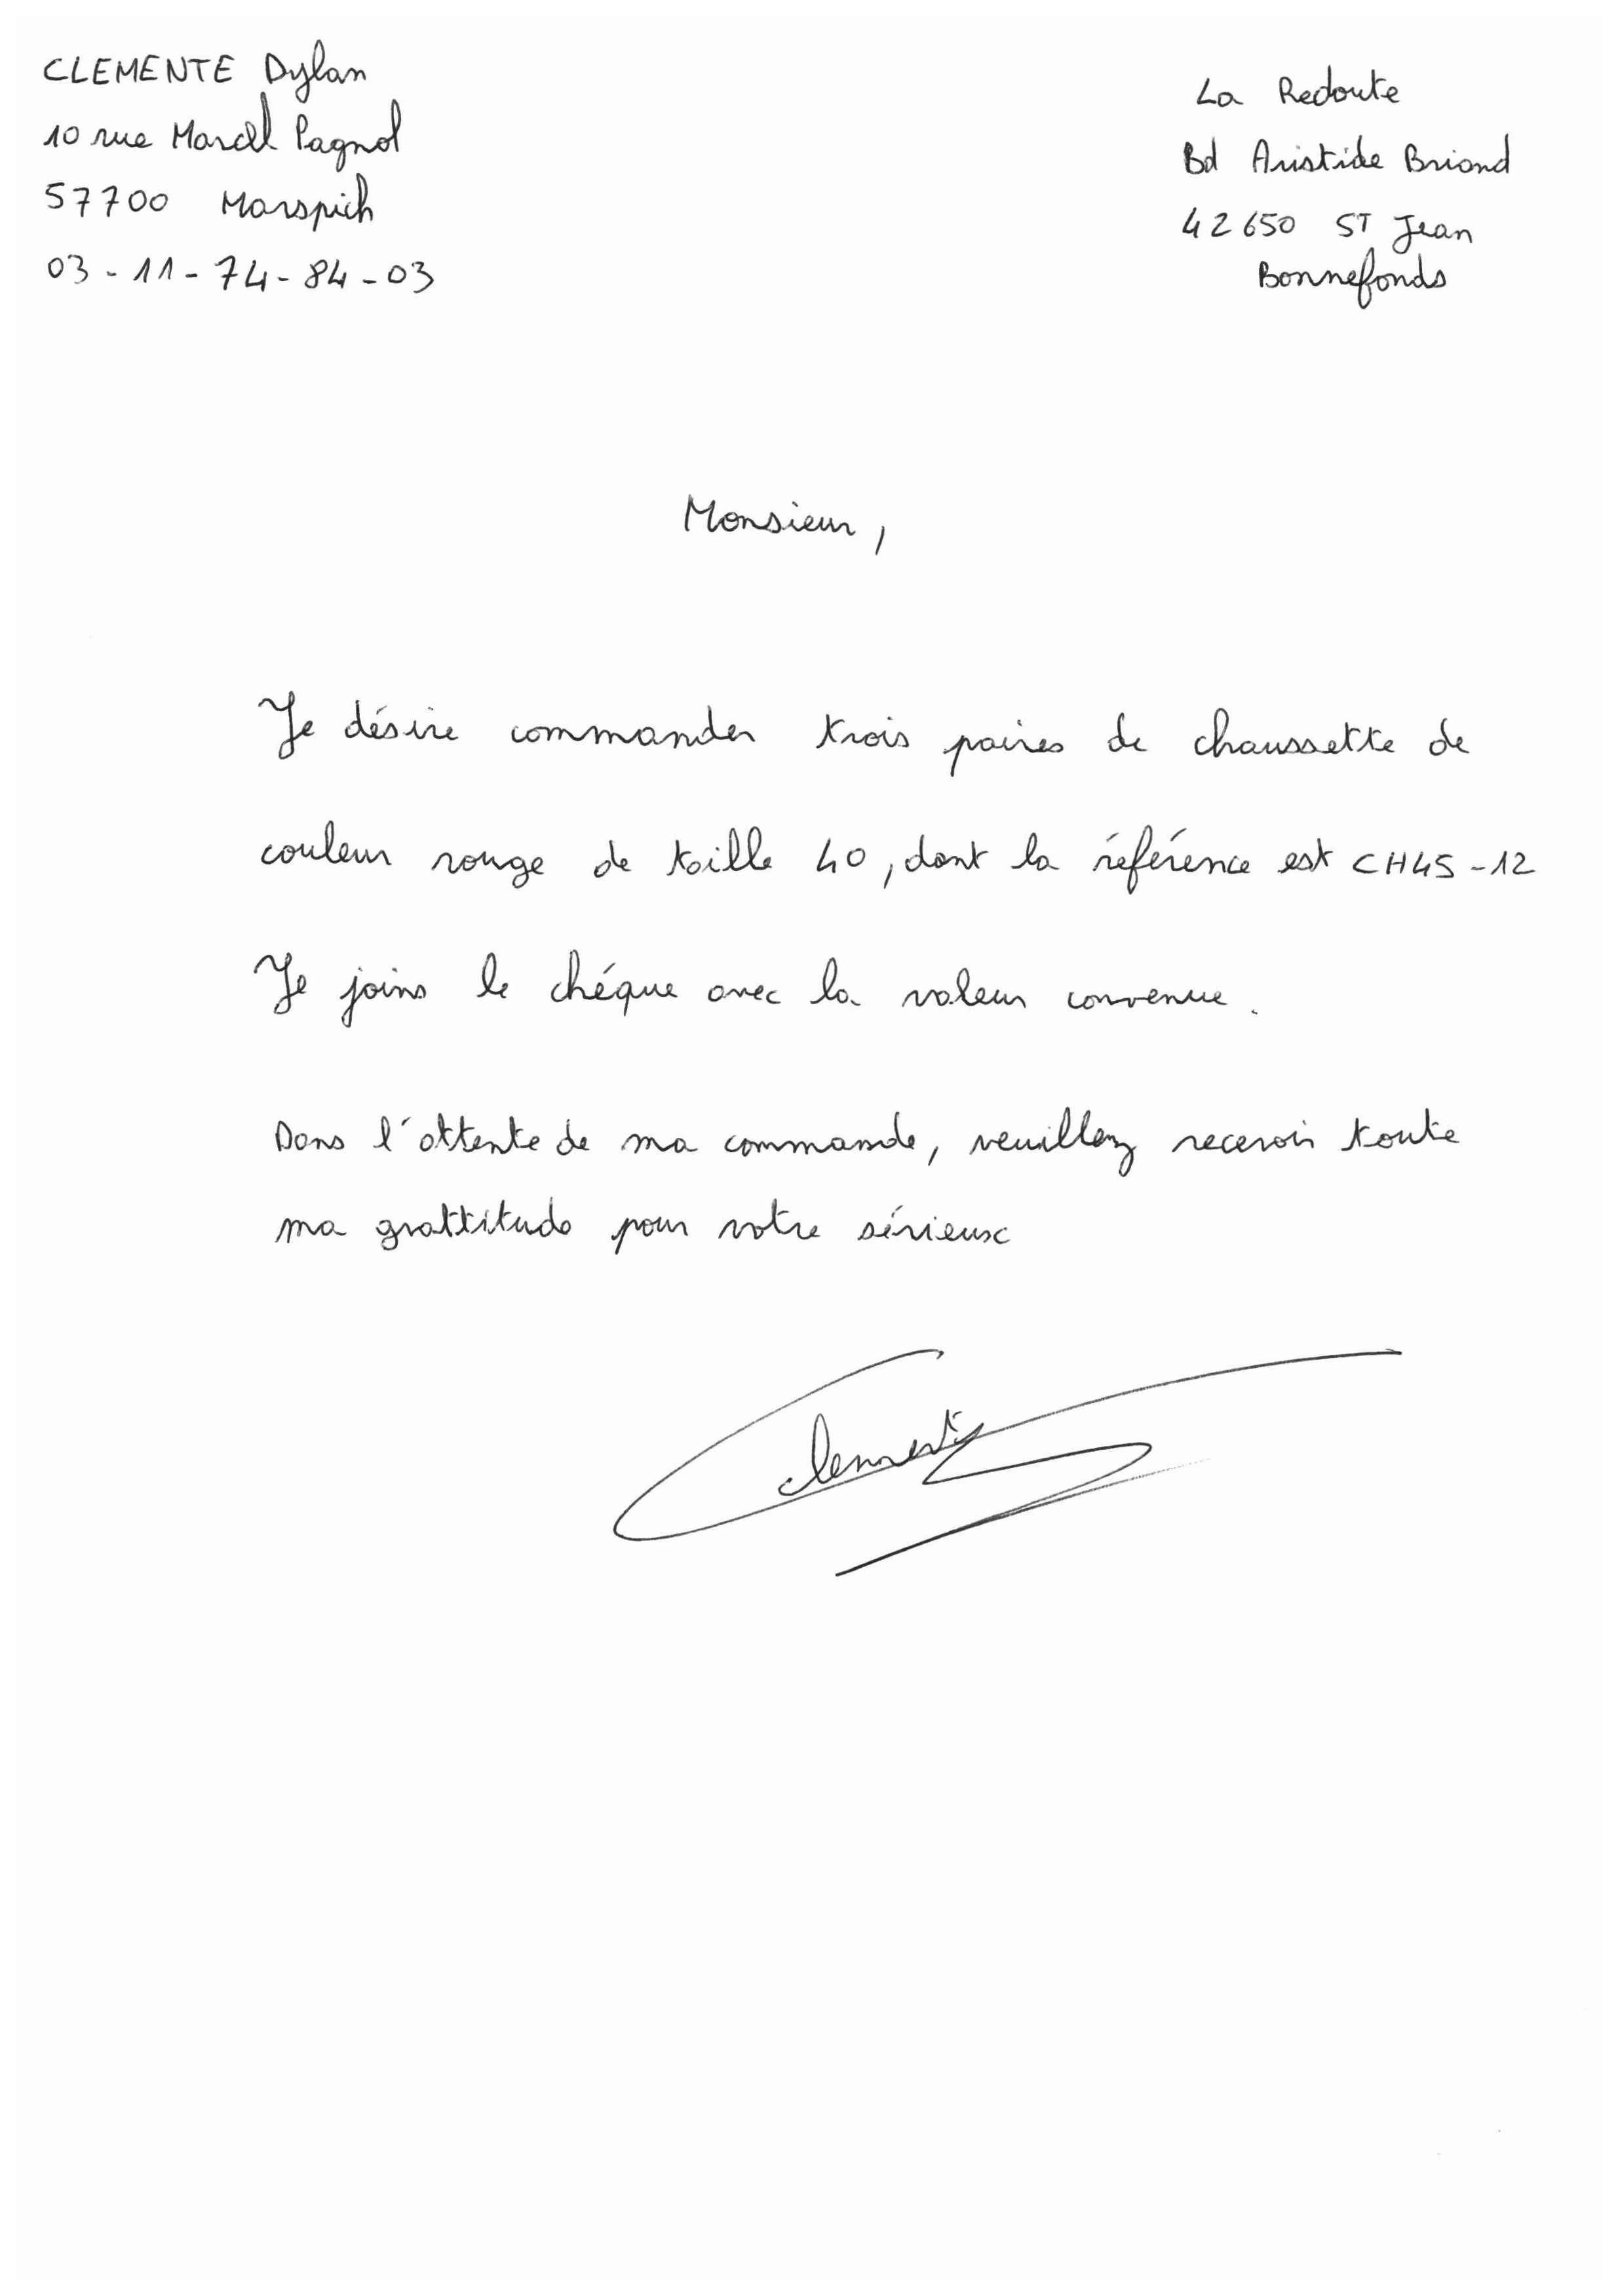 CLEMENTE Dylan
10 rue Marcel Pagnol
57700 Marspich
03-11-74-84-03
La Redoute
Bd Aristide Briand
42650 ST Jean
Bonnefonds
Monsieur,
Je désire commander trois paires de chaussette de
couleur rouge de taille 40, dont la référence est CH45-12
Je joins le chéque avec la valeur convenue.
Dans l'attente de ma commande, veuillez recevoir toute
ma grattitude pour votre sérieux
Clemente